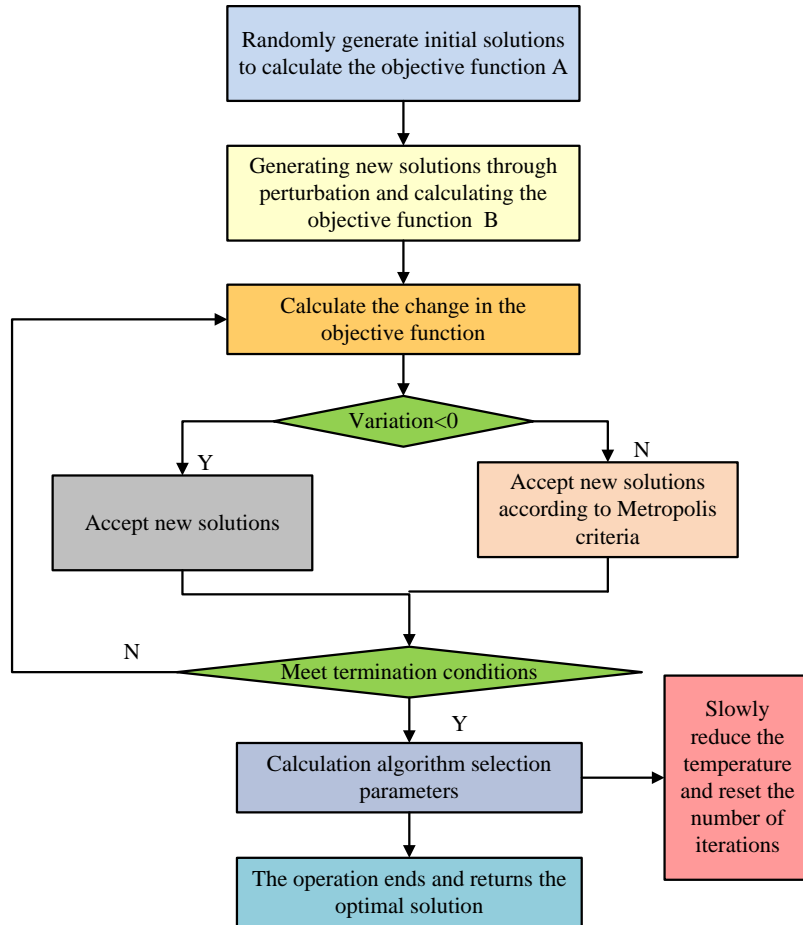 Randomly generate initial solutions
to calculate the objective function A
Generating new solutions through
perturbation and calculating the
objective function B
Calculate the change in the
objective function
Variation<0
Y
N
Accept new solutions
Accept new solutions
according to Metropolis
criteria
N
Meet termination conditions
Y
Calculation algorithm selection
parameters
Slowly
reduce the
temperature
and reset the
number of
iterations
The operation ends and returns the
optimal solution